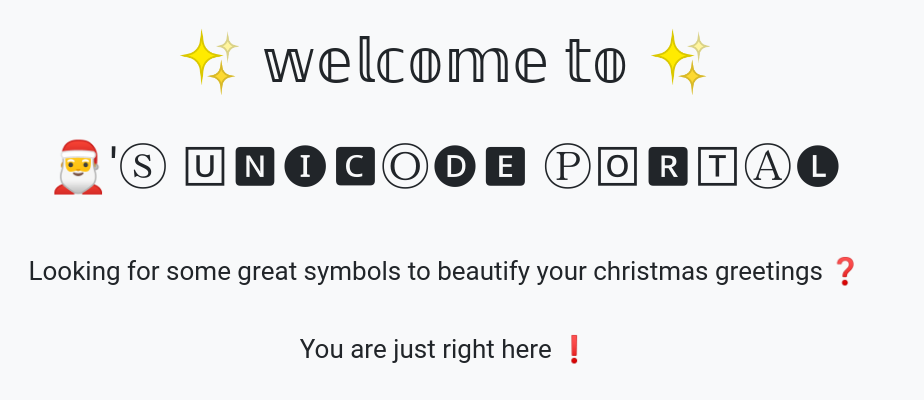 ✨ 𝕨𝕖𝕝𝕔𝕠𝕞𝕖 𝕥𝕠 ✨
🎅'Ⓢ 🅄🅽🅘🅲Ⓞ🅓🅴 Ⓟ🄾🆁🅃Ⓐ🅛
Looking for some great symbols to beautify your christmas greetings ❓
You are just right here ❗